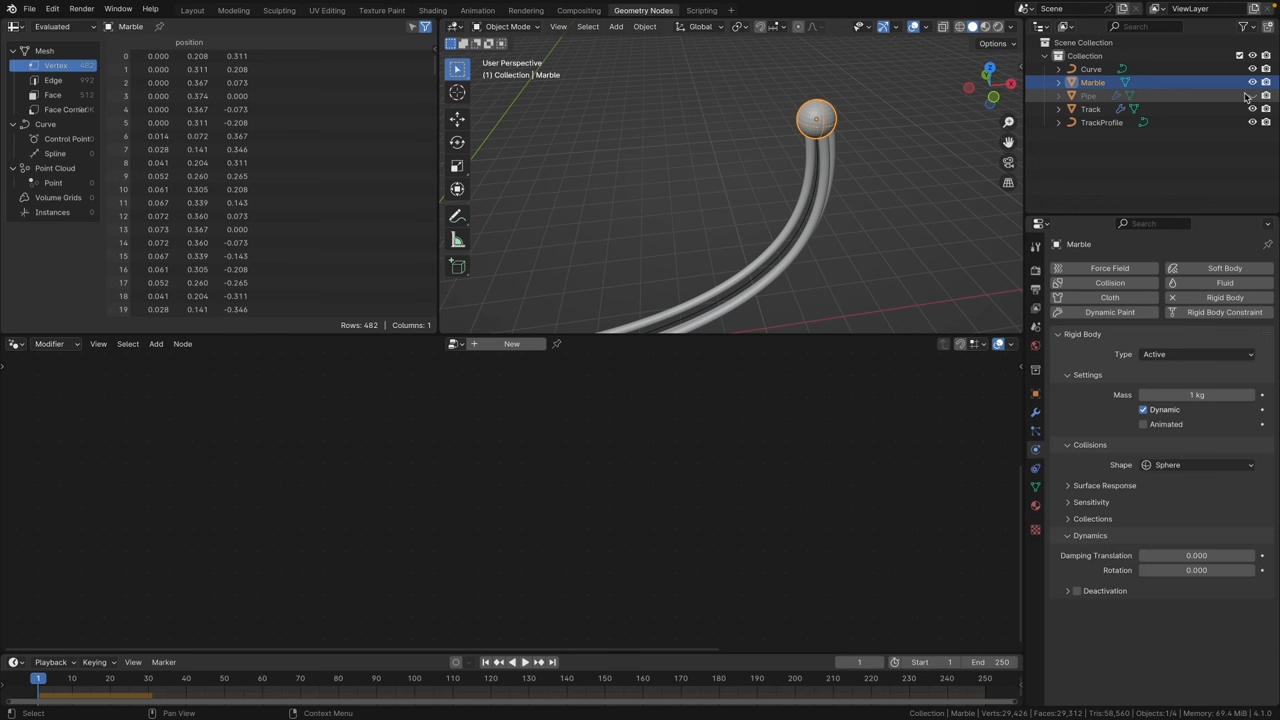 File Edit Render Window Help Layout Modeling Sculpting UV Editing Texture Paint Shading Animation Rendering Compositing Geometry Nodes Scripting Scene ViewLayer
Evaluated Marble Object Mode View Select Add Object Global Search
position Options Scene Collection
Mesh
Vertex 482
Edge 992
Face 512
Face Corner
Curve
Control Point
Spline 0
Point Cloud
Point 0
Volume Grids 0
Instances 0
0 0.000 0.208 0.311
1 0.000 0.311 0.208
2 0.000 0.367 0.073
3 0.000 0.374 0.000
4 0.000 0.367 -0.073
5 0.000 0.311 -0.208
6 0.014 0.072 0.367
7 0.028 0.141 0.346
8 0.041 0.204 0.311
9 0.052 0.260 0.265
10 0.061 0.305 0.208
11 0.067 0.339 0.143
12 0.072 0.360 0.073
13 0.073 0.367 0.000
14 0.072 0.360 -0.073
15 0.067 0.339 -0.143
16 0.061 0.305 -0.208
17 0.052 0.260 -0.265
18 0.041 0.204 -0.311
19 0.028 0.141 -0.346
Rows: 482 | Columns: 1
User Perspective
(1) Collection | Marble
Z
X
Collection
Curve
Marble
Pipe
Track
TrackProfile
Search
Marble
Force Field Soft Body
Collision Fluid
Cloth Rigid Body
Dynamic Paint Rigid Body Constraint
Rigid Body
Type Active
Settings
Mass 1 kg
Dynamic
Animated
Collisions
Shape Sphere
Surface Response
Sensitivity
Collections
Dynamics
Damping Translation 0.000
Rotation 0.000
Deactivation
Modifier View Select Add Node New
Playback Keying View Marker 1 Start 1 End 250
1 10 20 30 40 50 60 70 80 90 100 110 120 130 140 150 160 170 180 190 200 210 220 230 240 250
Select Pan View Context Menu Collection | Marble | Verts:29,426 | Faces:29,312 | Tris:58,560 | Objects:1/4 | Memory: 69.4 MiB | 4.1.0